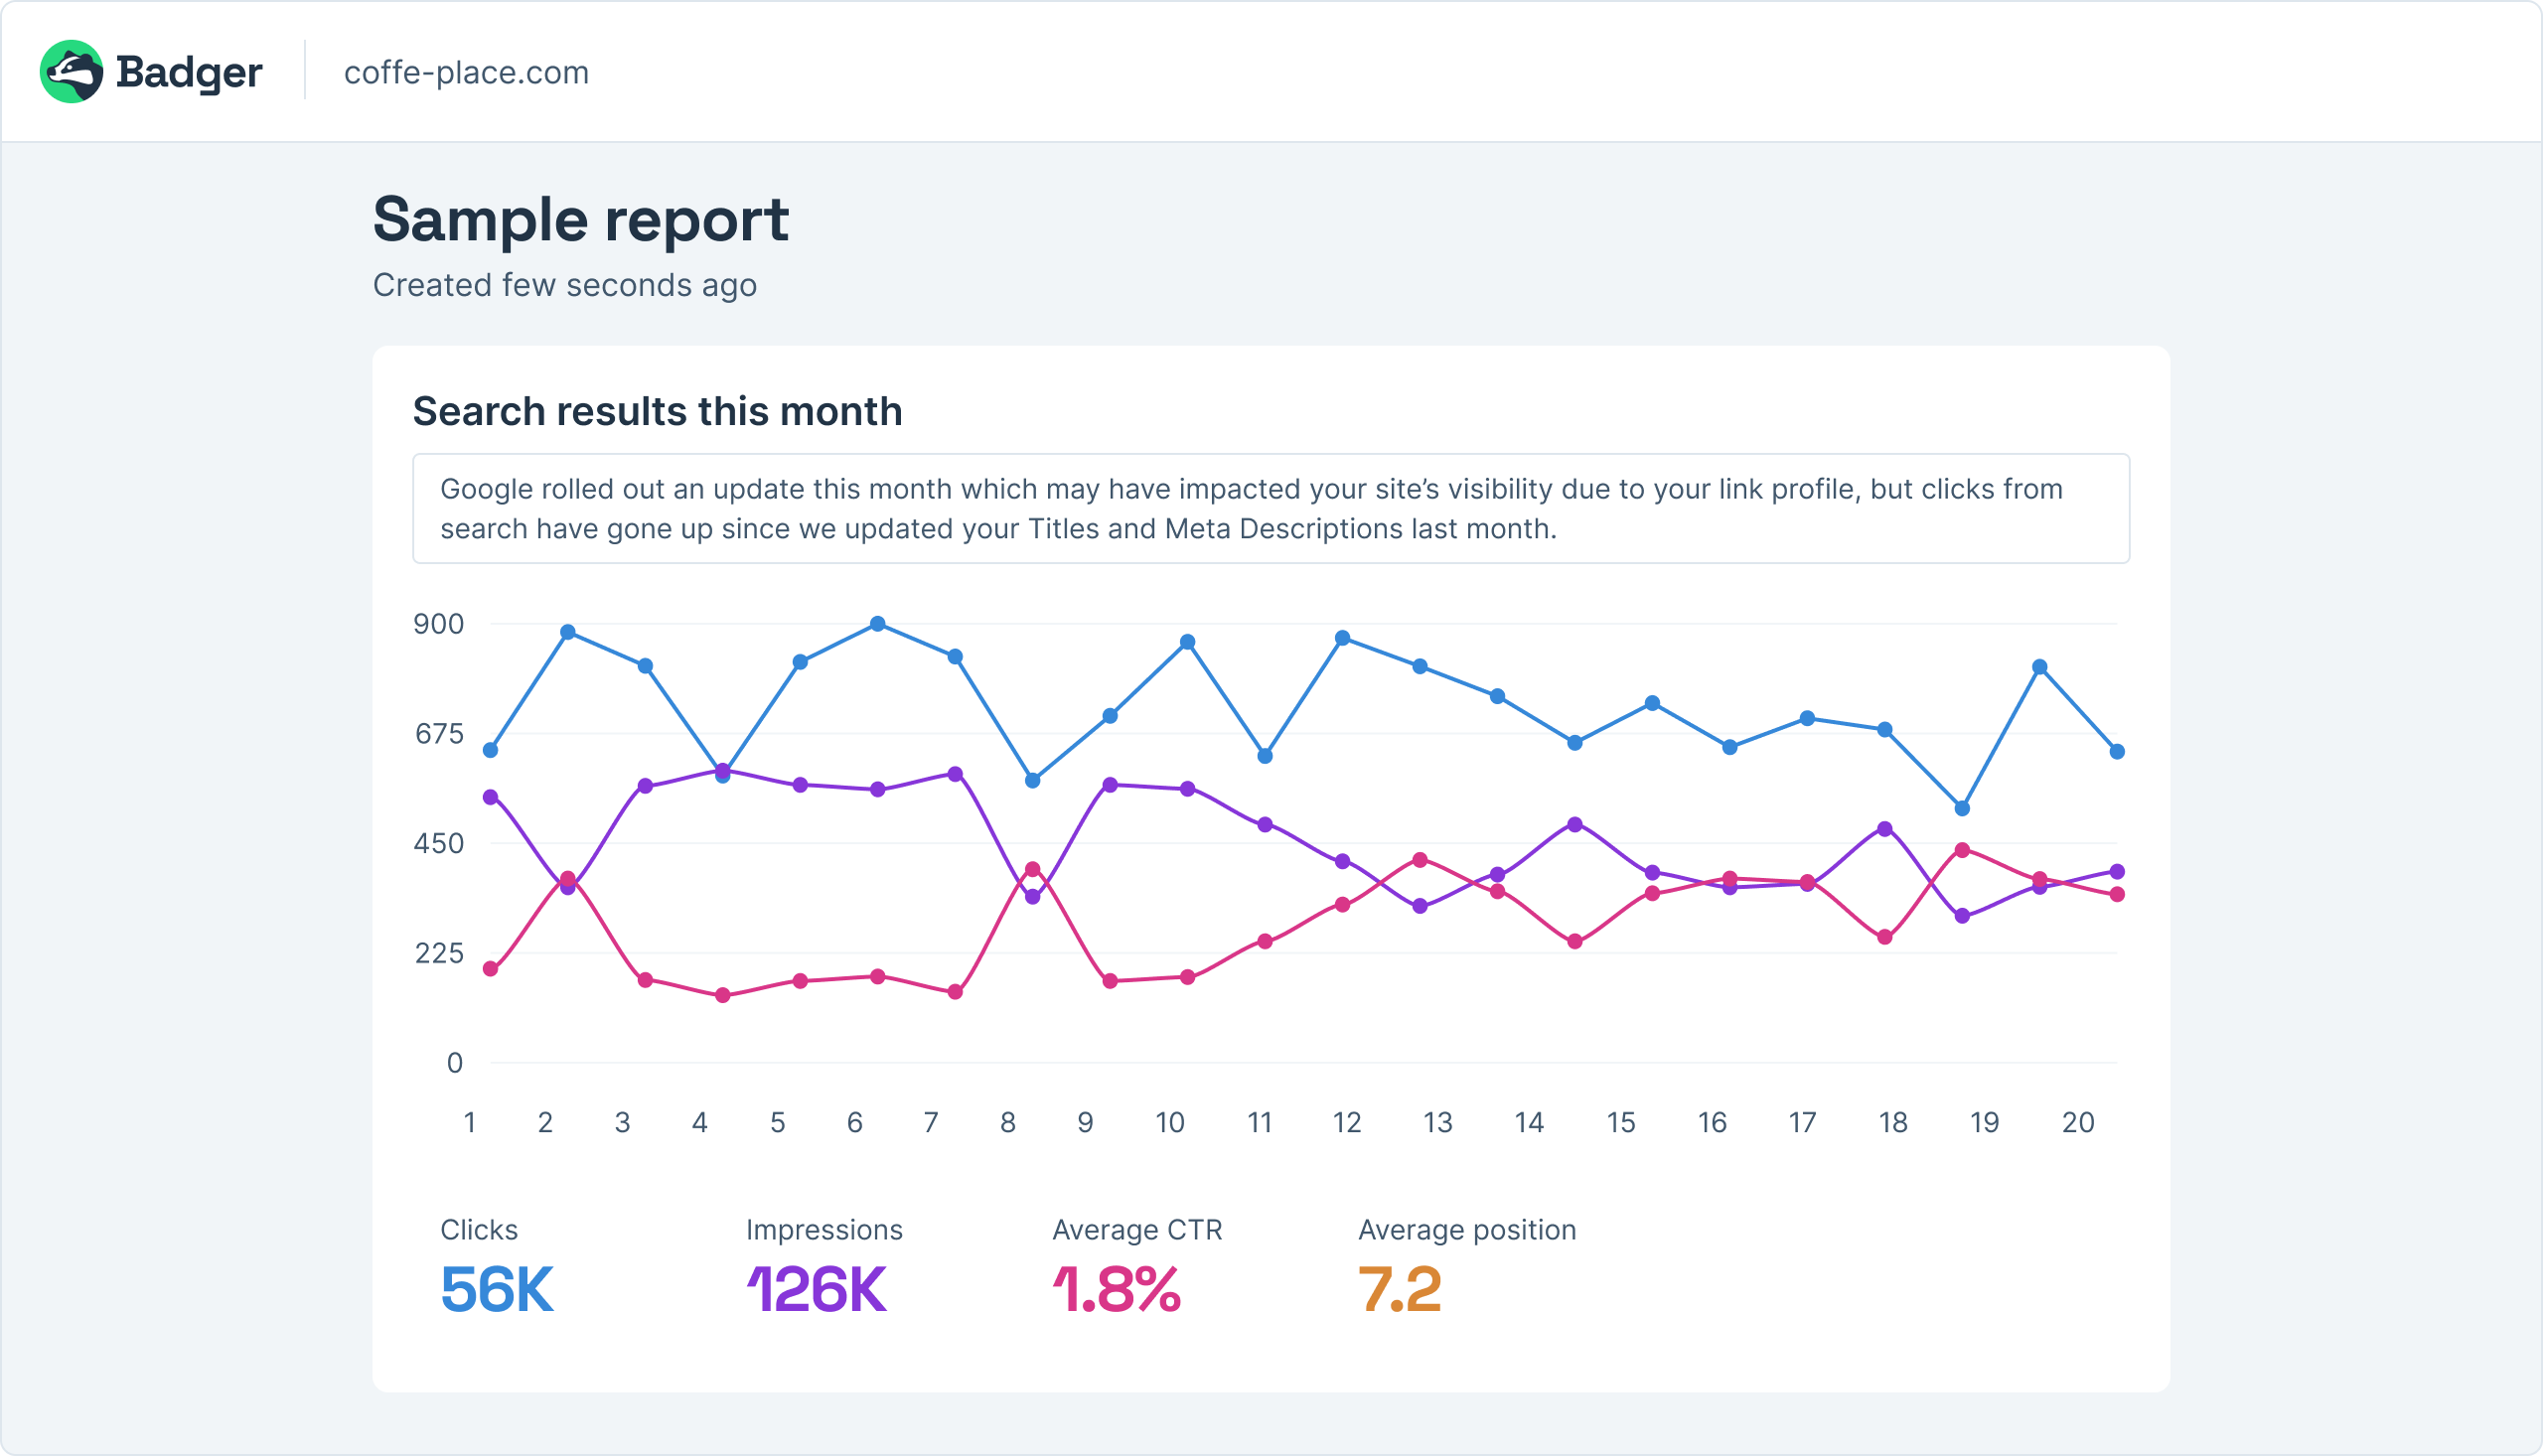 Badger
coffe-place.com
Sample report
Created few seconds ago
Search results this month
Google rolled out an update this month which may have impacted your site’s visibility due to your link profile, but clicks from
search have gone up since we updated your Titles and Meta Descriptions last month.
900
675
450
225
0
1 2 3 4 5 6 7 8 9 10 11 12 13 14 15 16 17 18 19 20
Clicks Impressions Average CTR Average position
56K 126K 1.8% 7.2